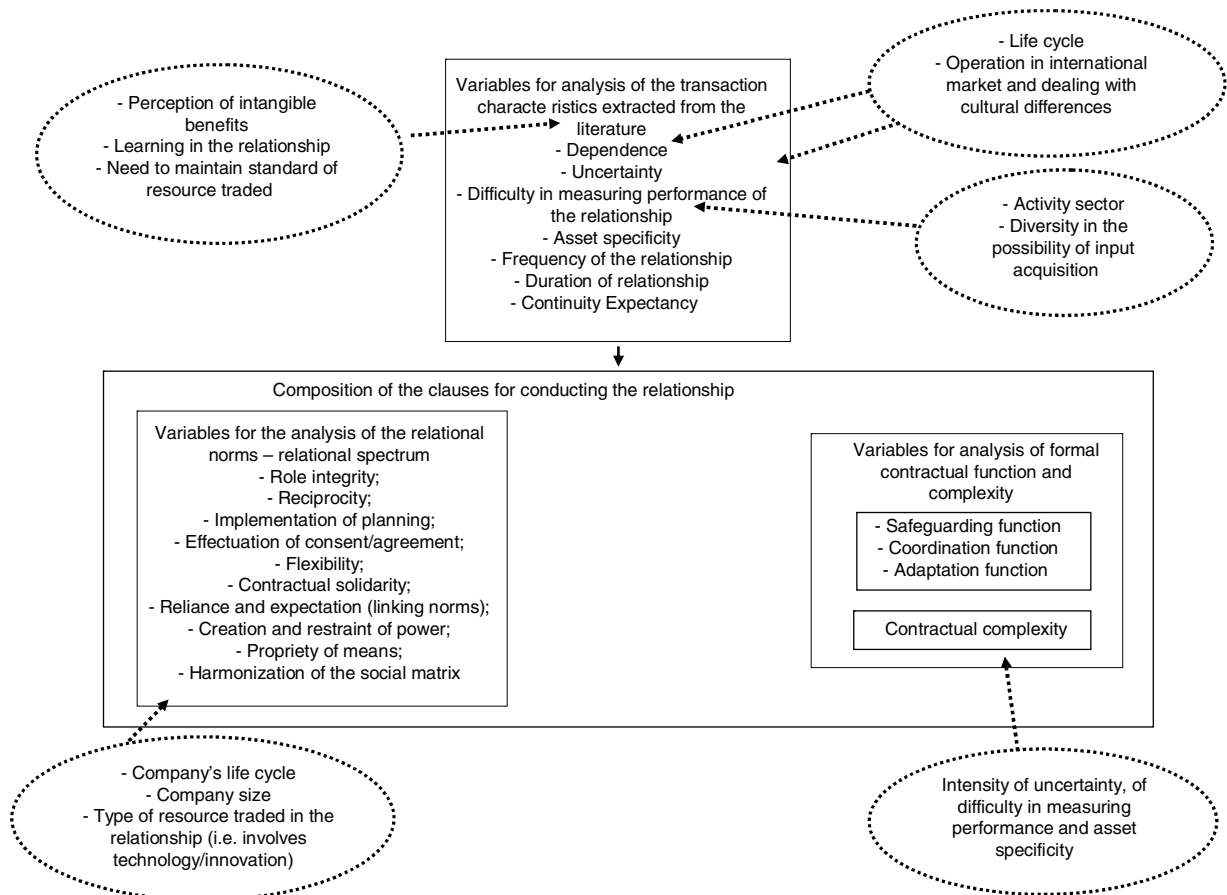 - Perception of intangible
benefits
- Learning in the relationship
- Need to maintain standard of
resource traded
Variables for analysis of the transaction
characte ristics extracted from the
literature
- Dependence
- Uncertainty
- Difficulty in measuring performance of
the relationship
- Asset specificity
- Frequency of the relationship
- Duration of relationship
- Continuity Expectancy
- Life cycle
- Operation in international
market and dealing with
cultural differences
- Activity sector
- Diversity in the
possibility of input
acquisition
Composition of the clauses for conducting the relationship
Variables for the analysis of the relational
norms – relational spectrum
- Role integrity;
- Reciprocity;
- Implementation of planning;
- Effectuation of consent/agreement;
- Flexibility;
- Contractual solidarity;
- Reliance and expectation (linking norms);
- Creation and restraint of power;
- Propriety of means;
- Harmonization of the social matrix
Variables for analysis of formal
contractual function and
complexity
- Safeguarding function
- Coordination function
- Adaptation function
Contractual complexity
- Company’s life cycle
- Company size
- Type of resource traded in the
relationship (i.e. involves
technology/innovation)
Intensity of uncertainty, of
difficulty in measuring
performance and asset
specificity